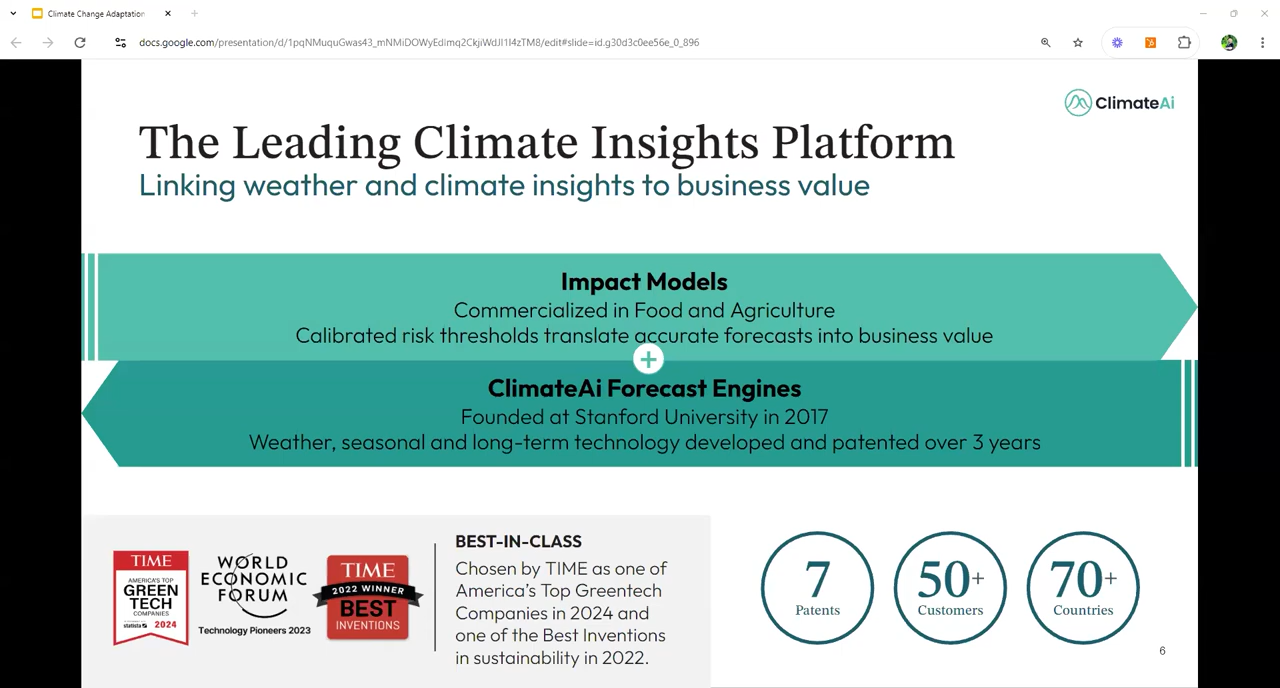 Climate Change Adaptation
docs.google.com/presentation/d/1pqNMuquGwas43_mNMiDOWyEdImq2CkjiWdJI1I4zTM8/edit#slide=id.g30d3c0ee56e_0_896
ClimateAi
The Leading Climate Insights Platform
Linking weather and climate insights to business value
Impact Models
Commercialized in Food and Agriculture
Calibrated risk thresholds translate accurate forecasts into business value
+
ClimateAi Forecast Engines
Founded at Stanford University in 2017
Weather, seasonal and long-term technology developed and patented over 3 years
TIME
AMERICA'S TOP
GREEN
TECH
COMPANIES
statista
2024
WORLD
ECONOMIC
FORUM
Technology Pioneers 2023
TIME
2022 WINNER
BEST
INVENTIONS
BEST-IN-CLASS
Chosen by TIME as one of
America's Top Greentech
Companies in 2024 and
one of the Best Inventions
in sustainability in 2022.
7
Patents
50+
Customers
70+
Countries
6